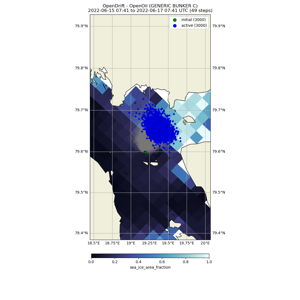 OpenDrift - OpenOil (GENERIC BUNKER C)
2022-06-15 07:41 to 2022-06-17 07:41 UTC (49 steps)
initial (3000)
active (3000)
79.9°N
79.9°N
79.8°N
79.8°N
79.7°N
79.7°N
79.6°N
79.6°N
79.5°N
79.5°N
79.4°N
79.4°N
18.5°E 18.75°E 19°E 19.25°E 19.5°E 19.75°E 20°E
0.0 0.2 0.4 0.6 0.8 1.0
sea_ice_area_fraction